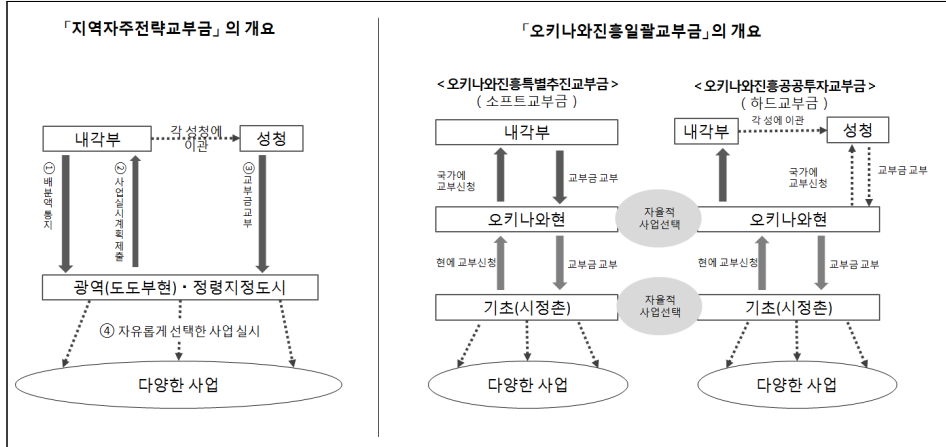 「지역자주전략교부금」의 개요
내각부
각 성청에
이관
성청
① 배분액 통지
② 사업실시계획 제출
③ 교부금 교부
광역(도도부현)・정령지정도시
④ 자유롭게 선택한 사업 실시
다양한 사업
「오키나와진흥일괄교부금」의 개요
< 오키나와진흥특별추진교부금 >
( 소프트교부금 )
내각부
국가에
교부신청
교부금 교부
오키나와현
현에 교부신청
교부금 교부
기초(시정촌)
다양한 사업
자율적
사업선택
자율적
사업선택
< 오키나와진흥공공투자교부금 >
( 하드교부금 )
내각부
각 성에 이관
성청
국가에
교부신청
교부금 교부
오키나와현
현에 교부신청
교부금 교부
기초(시정촌)
다양한 사업